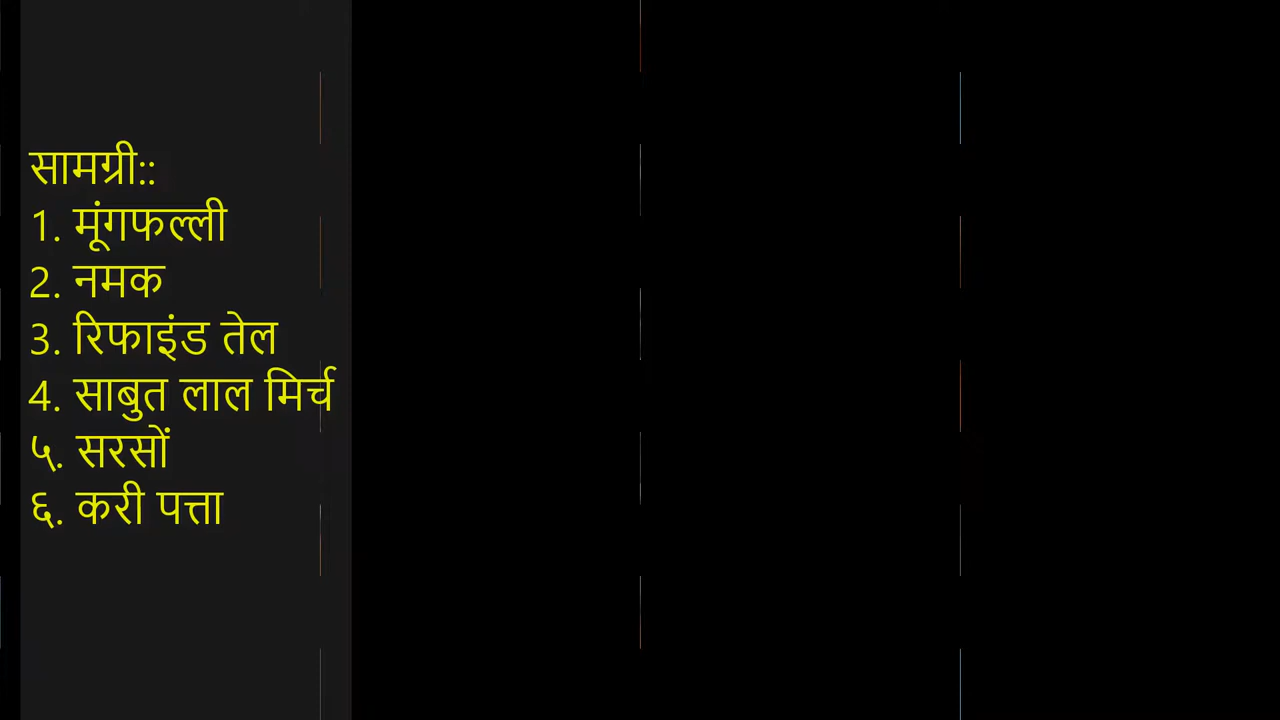 सामग्री::
1. मूंगफल्ली
2. नमक
3. रिफाइंड तेल
4. साबुत लाल मिर्च
५. सरसों
६. करी पत्ता